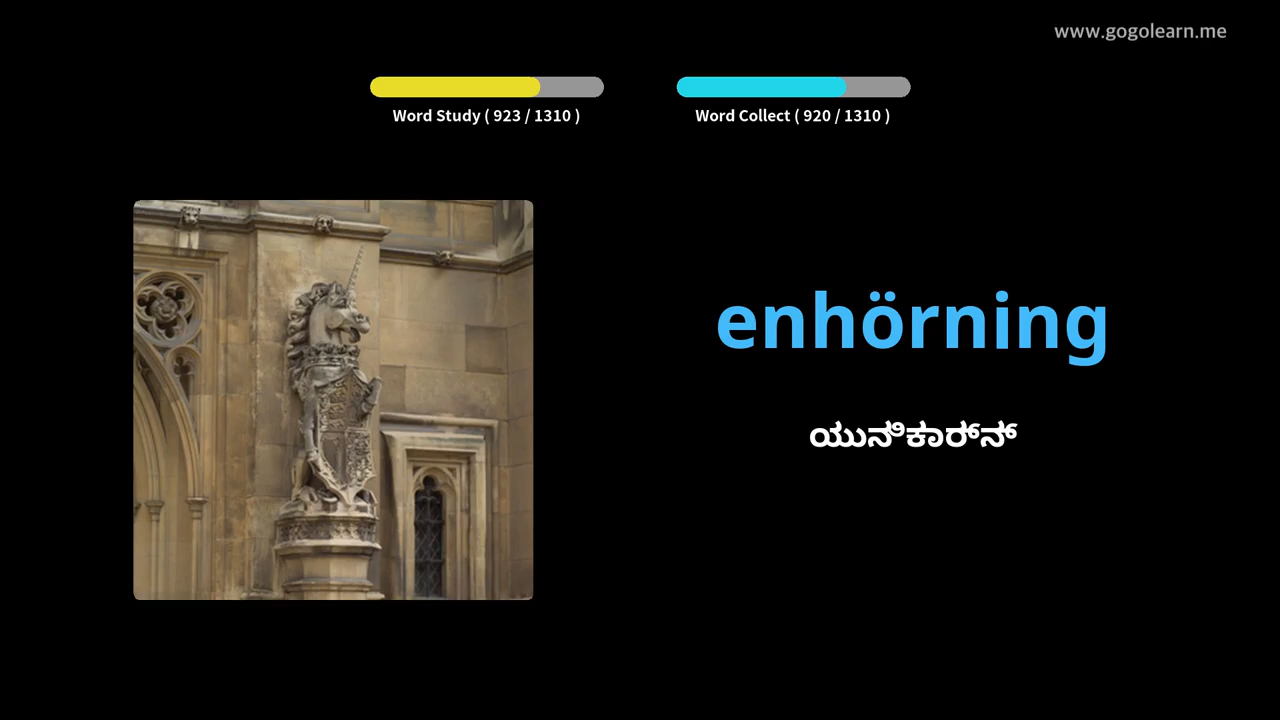 www.gogolearn.me
Word Study ( 923 / 1310 )
Word Collect ( 920 / 1310 )
enhörning
ಯುನಿಕಾರ್ನ್